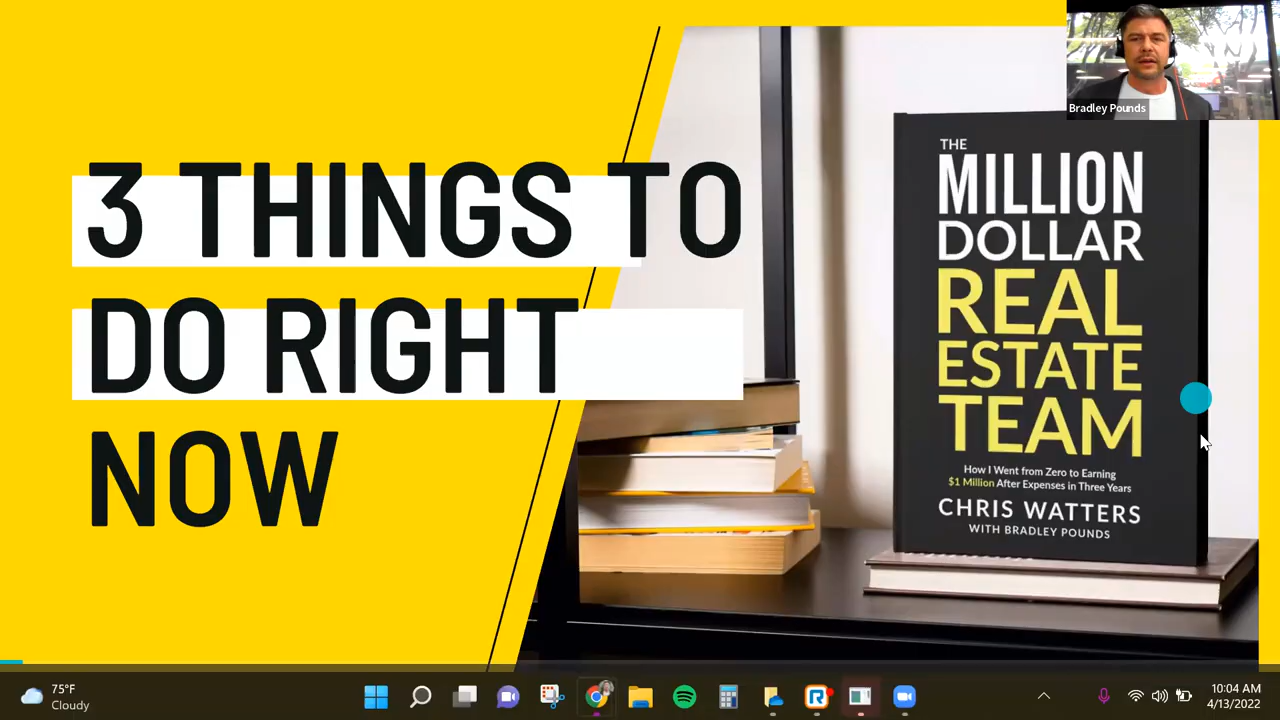 Bradley Pounds
3 THINGS TO
DO RIGHT
NOW
THE
MILLION
DOLLAR
REAL
ESTATE
TEAM
How I Went from Zero to Earning
$1 Million After Expenses in Three Years
CHRIS WATTERS
WITH BRADLEY POUNDS
75°F
Cloudy
10:04 AM
4/13/2022